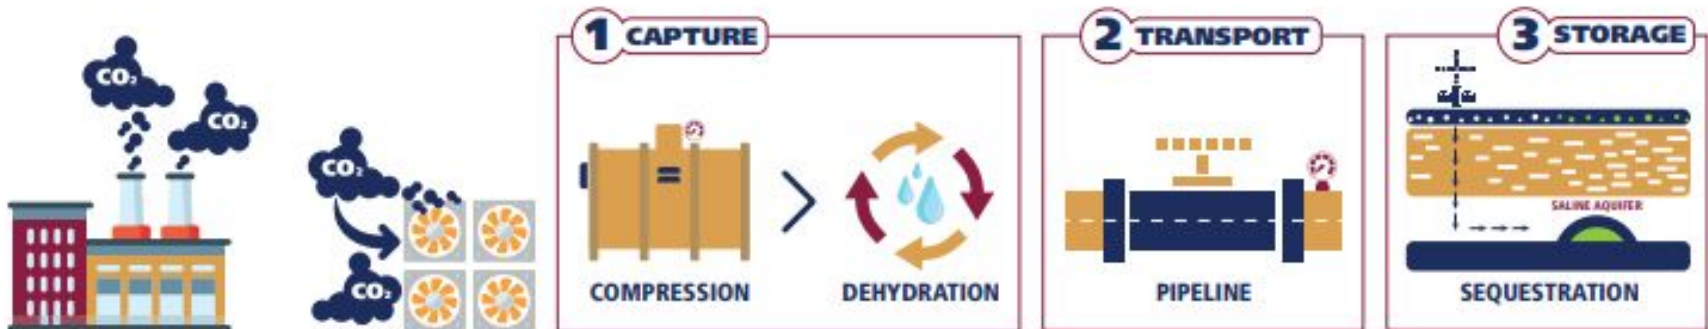 CO₂
CO₂
CO₂
CO₂
1 CAPTURE
COMPRESSION
DEHYDRATION
2 TRANSPORT
PIPELINE
3 STORAGE
SALINE AQUIFER
SEQUESTRATION